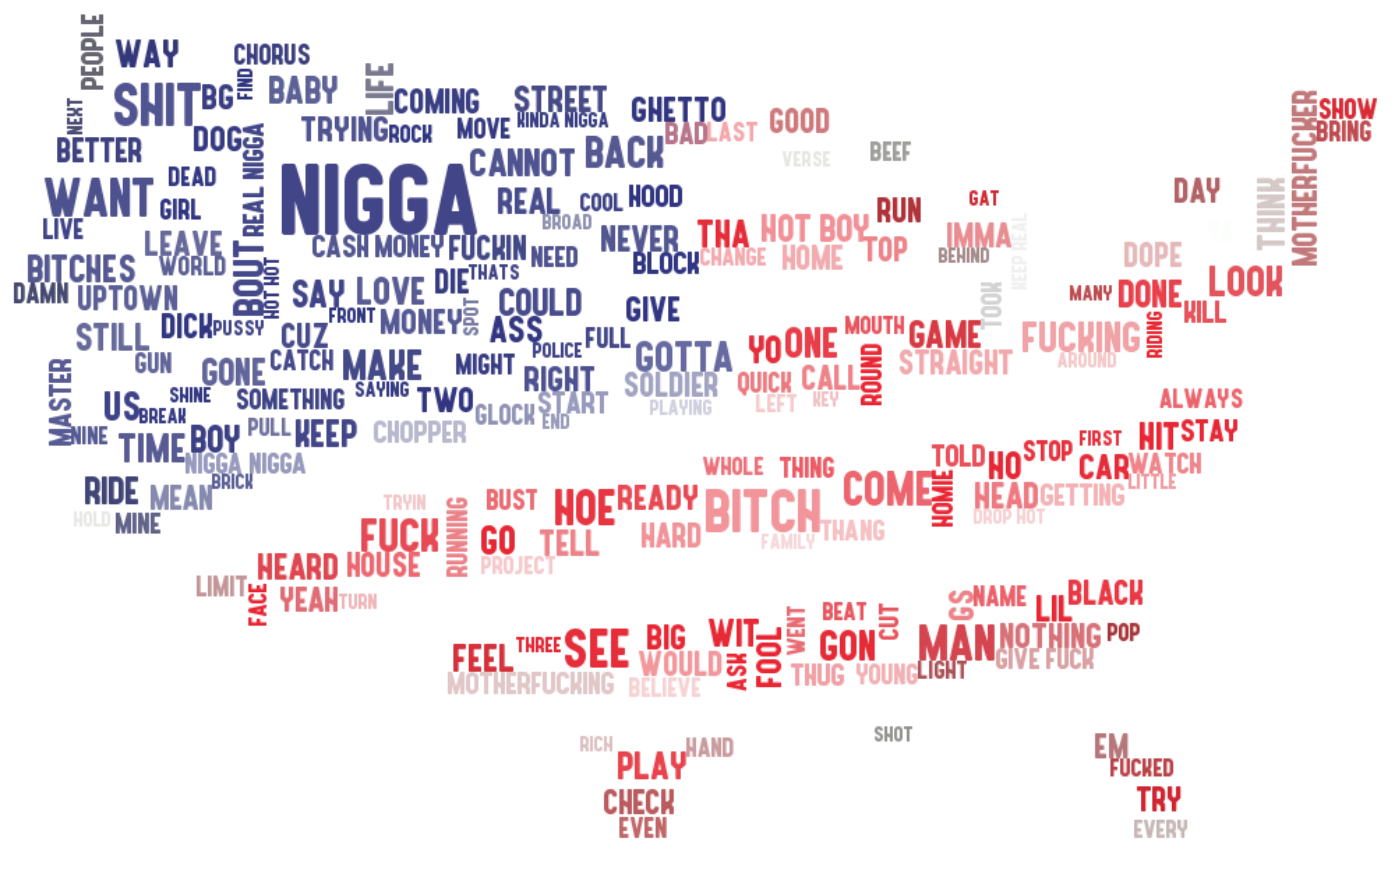 PEOPLE
WAY
CHORUS
SHIT
BG
FIND
BABY
LIFE
COMING
STREET
GHETTO
NEXT
DOG
TRYING
ROCK
MOVE
KINDA NIGGA
BAD
LAST
GOOD
MOTHERFUCKER
SHOW
BRING
BETTER
REAL NIGGA
NIGGA
CANNOT
BACK
VERSE
BEEF
WANT
DEAD
GIRL
REAL
COOL
HOOD
BROAD
RUN
GAT
DAY
THINK
LIVE
LEAVE
WORLD
BOUT
HOT HOT
CASH MONEY
FUCKIN
NEED
NEVER
BLOCK
THA
HOT BOY
CHANGE
HOME
TOP
IMMA
BEHIND
KEEP REAL
DOPE
BITCHES
DAMN
UPTOWN
SAY
LOVE
DIE
THATS
COULD
GIVE
TOOK
MANY
DONE
LOOK
KILL
STILL
DICK
PUSSY
CUZ
FRONT
MONEY
SPOT
ASS
FULL
POLICE
GOTTA
YO
ONE
MOUTH
GAME
FUCKING
RIDING
AROUND
GUN
GONE
CATCH
MAKE
MIGHT
RIGHT
SOLDIER
QUICK
CALL
ROUND
STRAIGHT
MASTER
US
BREAK
SHINE
SOMETHING
SAYING
TWO
GLOCK
START
END
PLAYING
LEFT
KEY
ALWAYS
NINE
TIME
BOY
PULL
KEEP
CHOPPER
NIGGA NIGGA
BRICK
TOLD
HO
STOP
FIRST
HIT
STAY
CAR
WATCH
LITTLE
RIDE
MEAN
HOLD
MINE
TRYIN
BUST
HOE
READY
WHOLE
THING
BITCH
COME
HOMIE
HEAD
GETTING
DROP HOT
FUCK
RUNNING
GO
TELL
HARD
FAMILY
THANG
HEARD
HOUSE
PROJECT
LIMIT
FACE
YEAH
TURN
FEEL
THREE
SEE
BIG
WIT
FOOL
WENT
BEAT
CUT
GS
NAME
LIL
BLACK
WOULD
ASK
GON
MAN
NOTHING
POP
MOTHERFUCKING
BELIEVE
THUG
YOUNG
LIGHT
GIVE FUCK
RICH
HAND
PLAY
SHOT
EM
FUCKED
CHECK
TRY
EVEN
EVERY